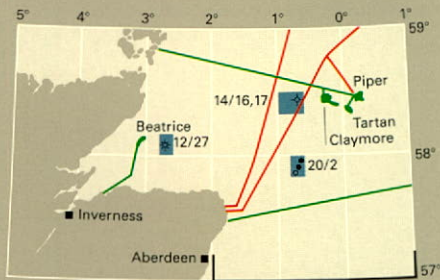 5° 4° 3° 2° 1° 0° 1°
59°
Piper
14/16,17
Tartan
Claymore
Beatrice
12/27
58°
20/2
Inverness
Aberdeen
57°